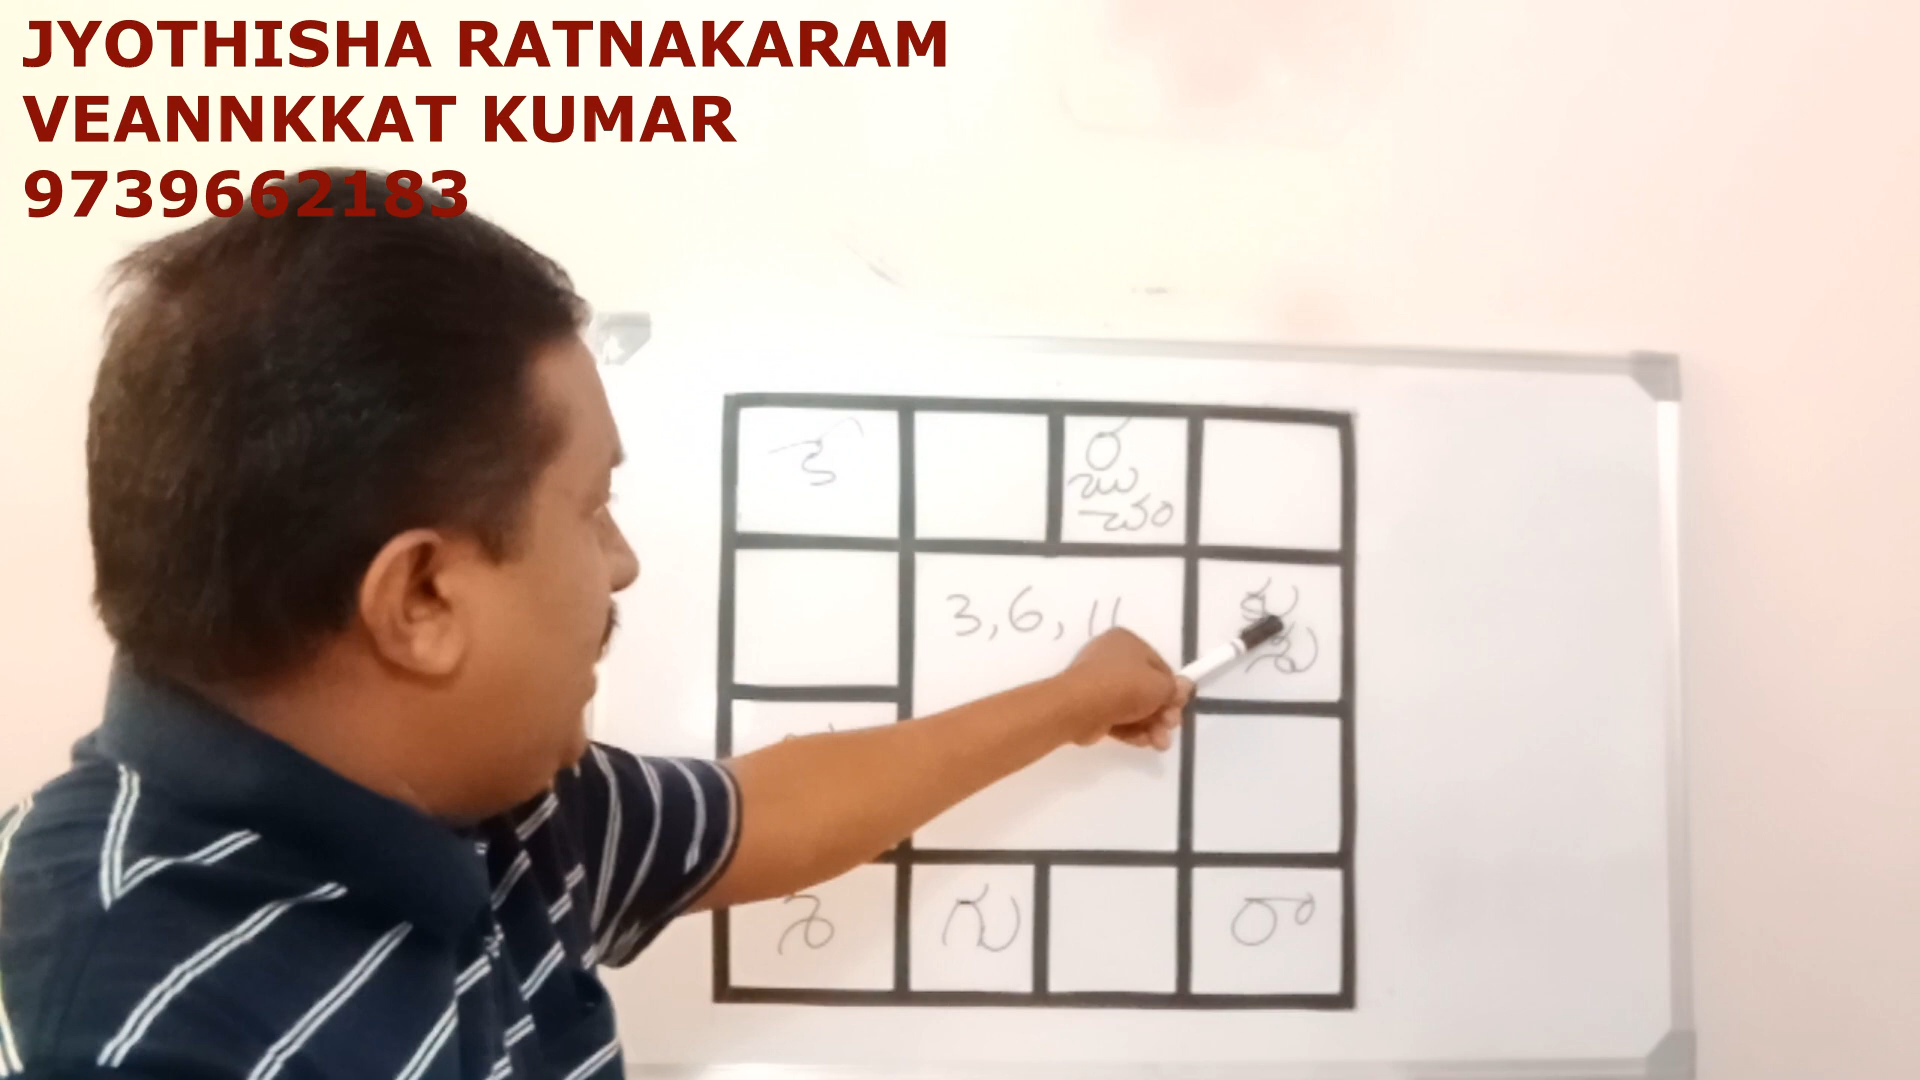 JYOTHISHA RATNAKARAM
VEANNKKAT KUMAR
9739662183
కే
ర
బు
చం
3, 6, 11
కు
శు
శ
గు
రా